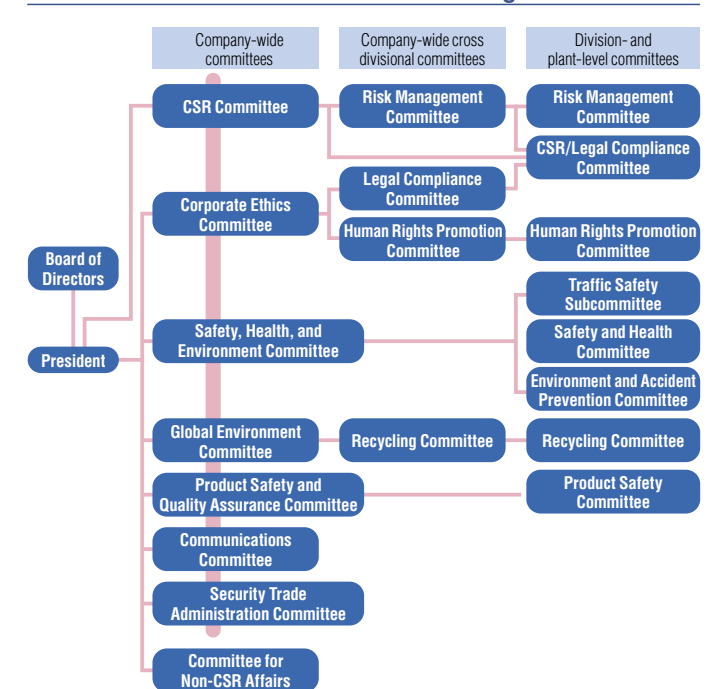 Company-wide
committees
Company-wide cross
divisional committees
Division- and
plant-level committees
CSR Committee
Risk Management
Committee
Risk Management
Committee
CSR/Legal Compliance
Committee
Legal Compliance
Committee
Corporate Ethics
Committee
Human Rights Promotion
Committee
Human Rights Promotion
Committee
Board of
Directors
President
Traffic Safety
Subcommittee
Safety, Health, and
Environment Committee
Safety and Health
Committee
Environment and Accident
Prevention Committee
Global Environment
Committee
Recycling Committee
Recycling Committee
Product Safety and
Quality Assurance Committee
Product Safety
Committee
Communications
Committee
Security Trade
Administration Committee
Committee for
Non-CSR Affairs